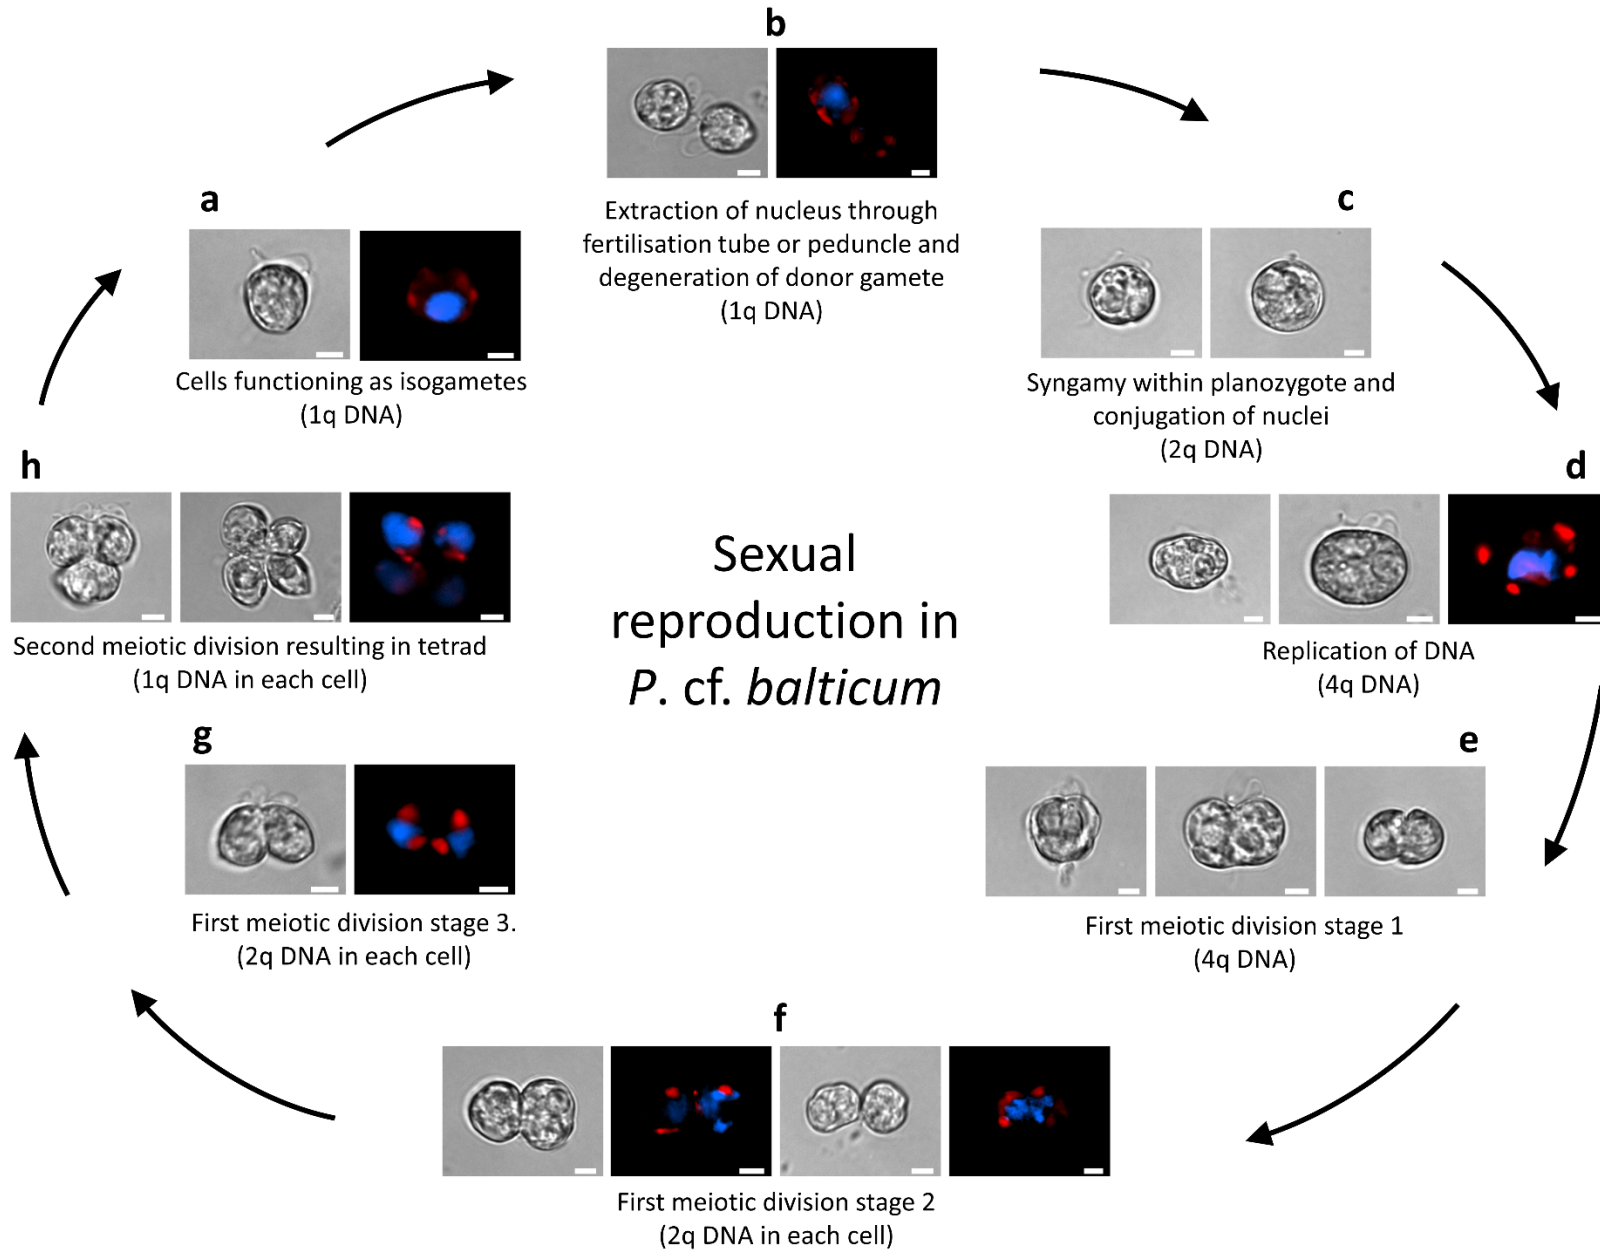 b
Extraction of nucleus through
fertilisation tube or peduncle and
degeneration of donor gamete
(1q DNA)
a
Cells functioning as isogametes
(1q DNA)
c
Syngamy within planozygote and
conjugation of nuclei
(2q DNA)
h
Second meiotic division resulting in tetrad
(1q DNA in each cell)
Sexual
reproduction in
P. cf. balticum
d
Replication of DNA
(4q DNA)
g
First meiotic division stage 3.
(2q DNA in each cell)
e
First meiotic division stage 1
(4q DNA)
f
First meiotic division stage 2
(2q DNA in each cell)